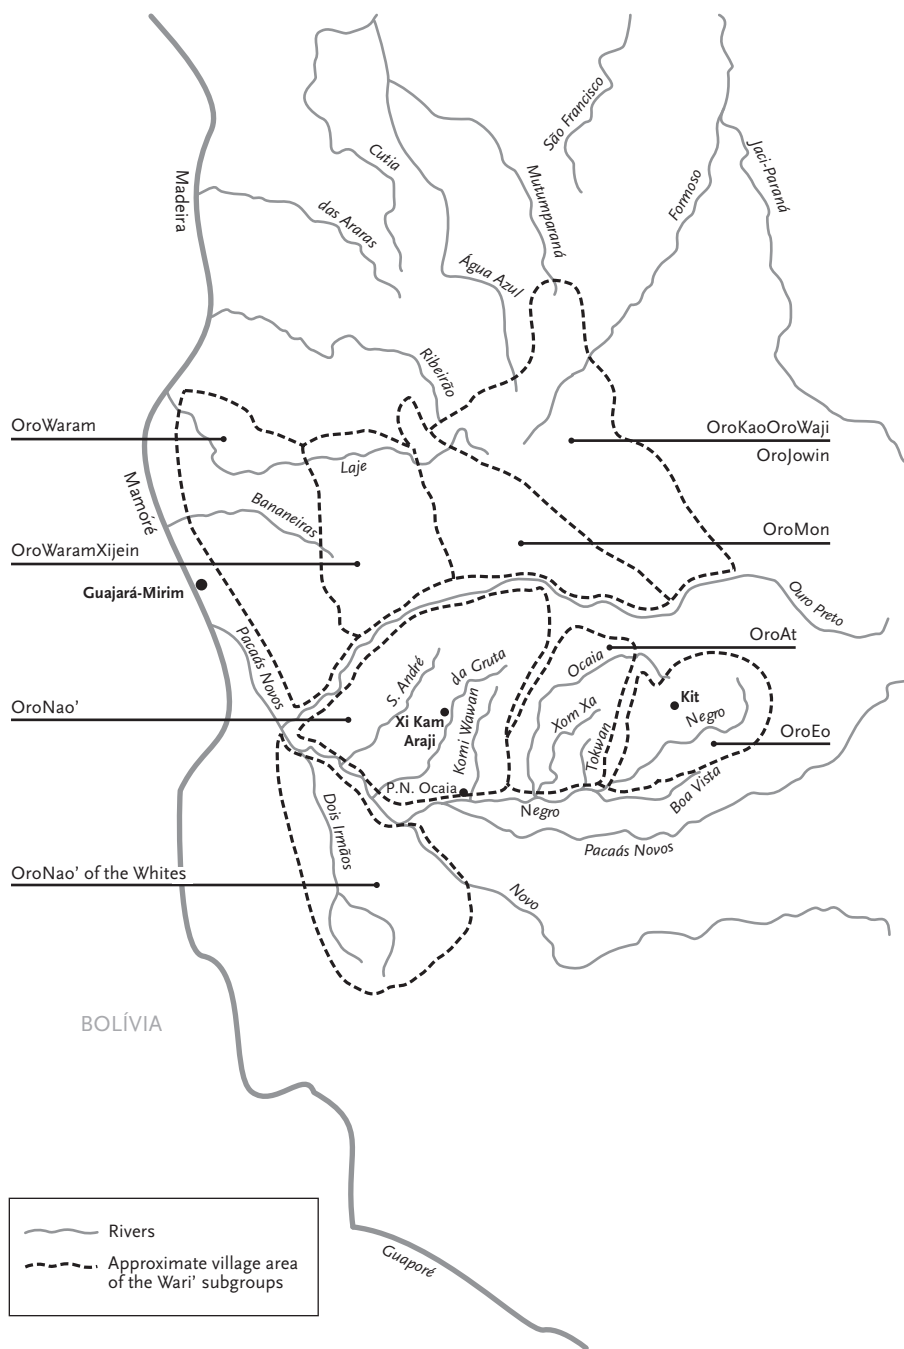 São Francisco
Cutia
Jaci-Paraná
Madeira
Mutumparaná
Formoso
das Araras
Água Azul
Ribeirão
OroWaram
OroKaoOroWaji
OroJowin
Laje
Mamoré
Bananeiras
OroMon
OroWaramXijein
Guajará-Mirim
Ouro Preto
Pacaás Novos
OroAt
S. André
da Gruta
Ocaia
Kit
OroNao’
Xi Kam
Araji
Komi Wawan
Xom Xa
Negro
Tokwan
OroEo
P.N. Ocaia
Boa Vista
Negro
Dois Irmãos
Pacaás Novos
OroNao’ of the Whites
Novo
BOLÍVIA
Rivers
Approximate village area
of the Wari’ subgroups
Guaporé